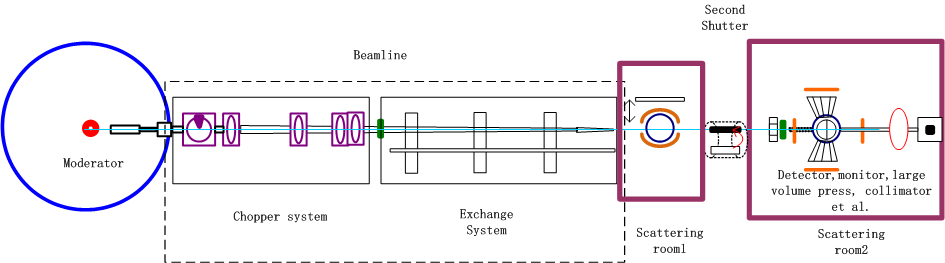 Second
Shutter
Beamline
Moderator
Chopper system
Exchange
System
Scattering
room1
Detector,monitor,large
volume press, collimator
et al.
Scattering
room2